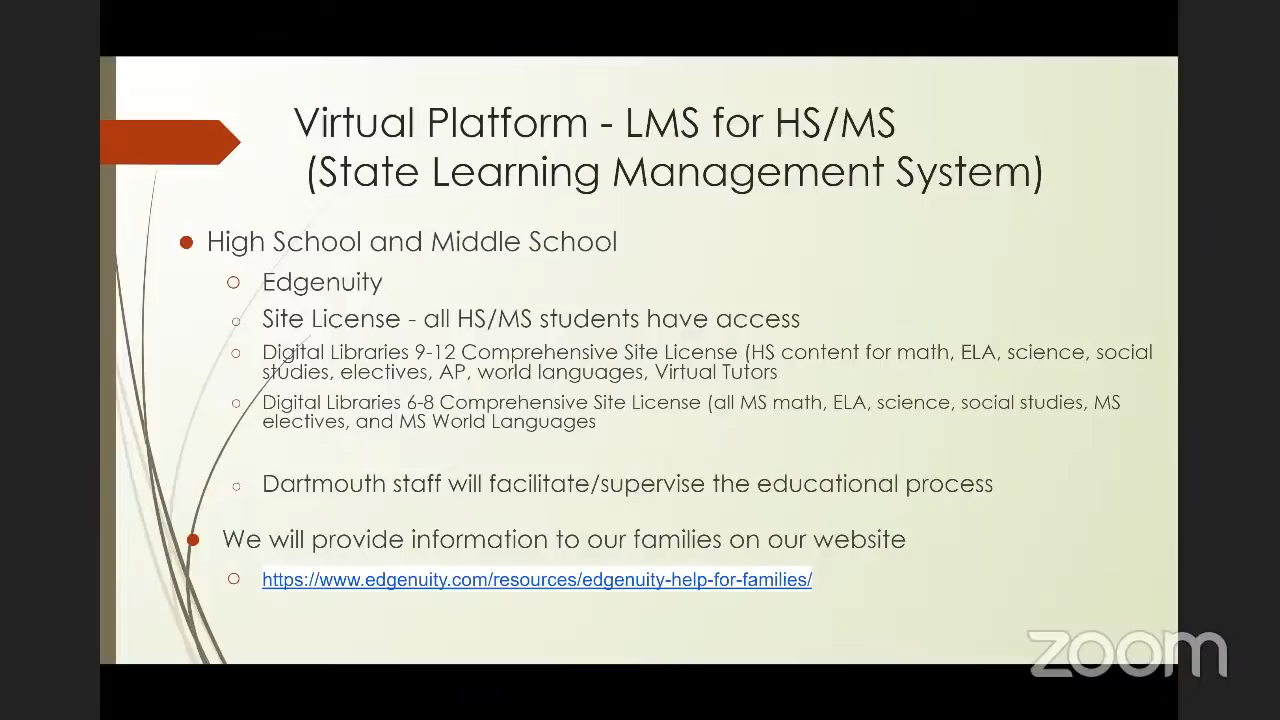 Virtual Platform - LMS for HS/MS
(State Learning Management System)
High School and Middle School
Edgenuity
Site License - all HS/MS students have access
Digital Libraries 9-12 Comprehensive Site License (HS content for math, ELA, science, social
studies, electives, AP, world languages, Virtual Tutors
Digital Libraries 6-8 Comprehensive Site License (all MS math, ELA, science, social studies, MS
electives, and MS World Languages
Dartmouth staff will facilitate/supervise the educational process
We will provide information to our families on our website
https://www.edgenuity.com/resources/edgenuity-help-for-families/
zoom